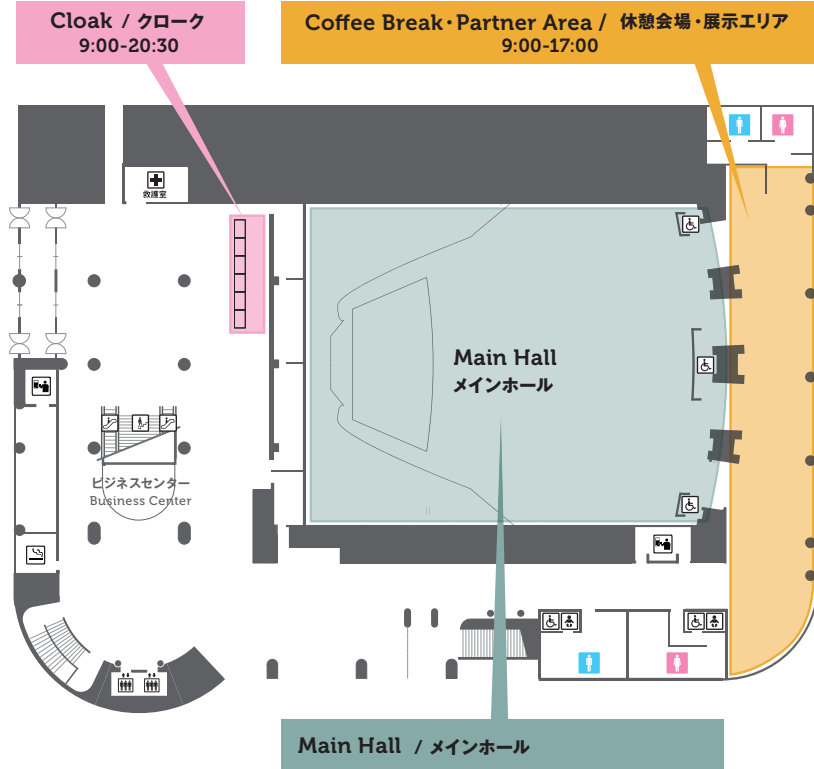 Cloak / クローク
9:00-20:30
Coffee Break・Partner Area / 休憩会場・展示エリア
9:00-17:00
救護室
Main Hall
メインホール
ビジネスセンター
Business Center
Main Hall / メインホール